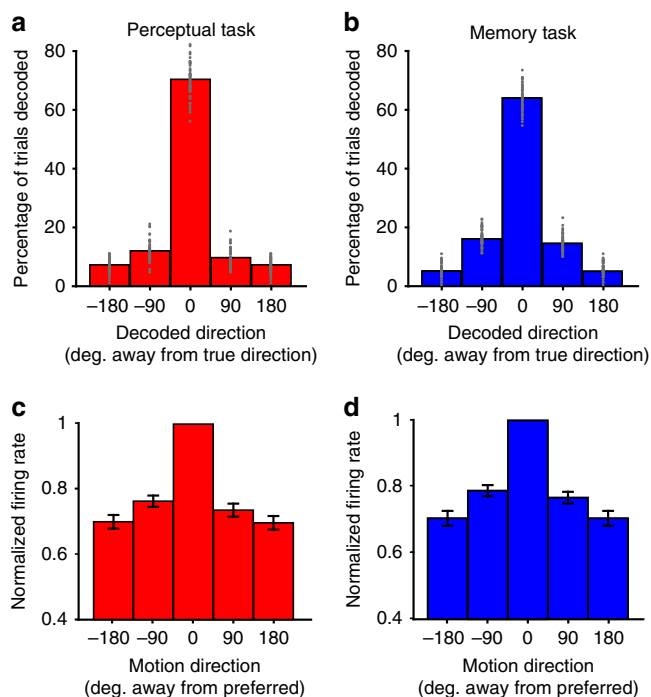 a
Perceptual task
Percentage of trials decoded
80
60
40
20
0
−180 −90 0 90 180
Decoded direction
(deg. away from true direction)
b
Memory task
Percentage of trials decoded
80
60
40
20
0
−180 −90 0 90 180
Decoded direction
(deg. away from true direction)
c
Normalized firing rate
1
0.8
0.6
0.4
−180 −90 0 90 180
Motion direction
(deg. away from preferred)
d
Normalized firing rate
1
0.8
0.6
0.4
−180 −90 0 90 180
Motion direction
(deg. away from preferred)